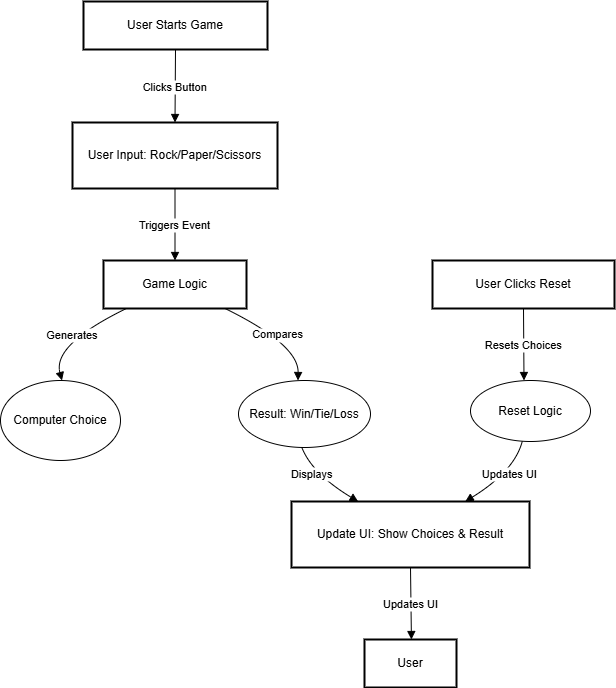 User Starts Game
Clicks Button
User Input: Rock/Paper/Scissors
Triggers Event
Game Logic
User Clicks Reset
Generates
Compares
Resets Choices
Computer Choice
Result: Win/Tie/Loss
Reset Logic
Displays
Updates UI
Update UI: Show Choices & Result
Updates UI
User